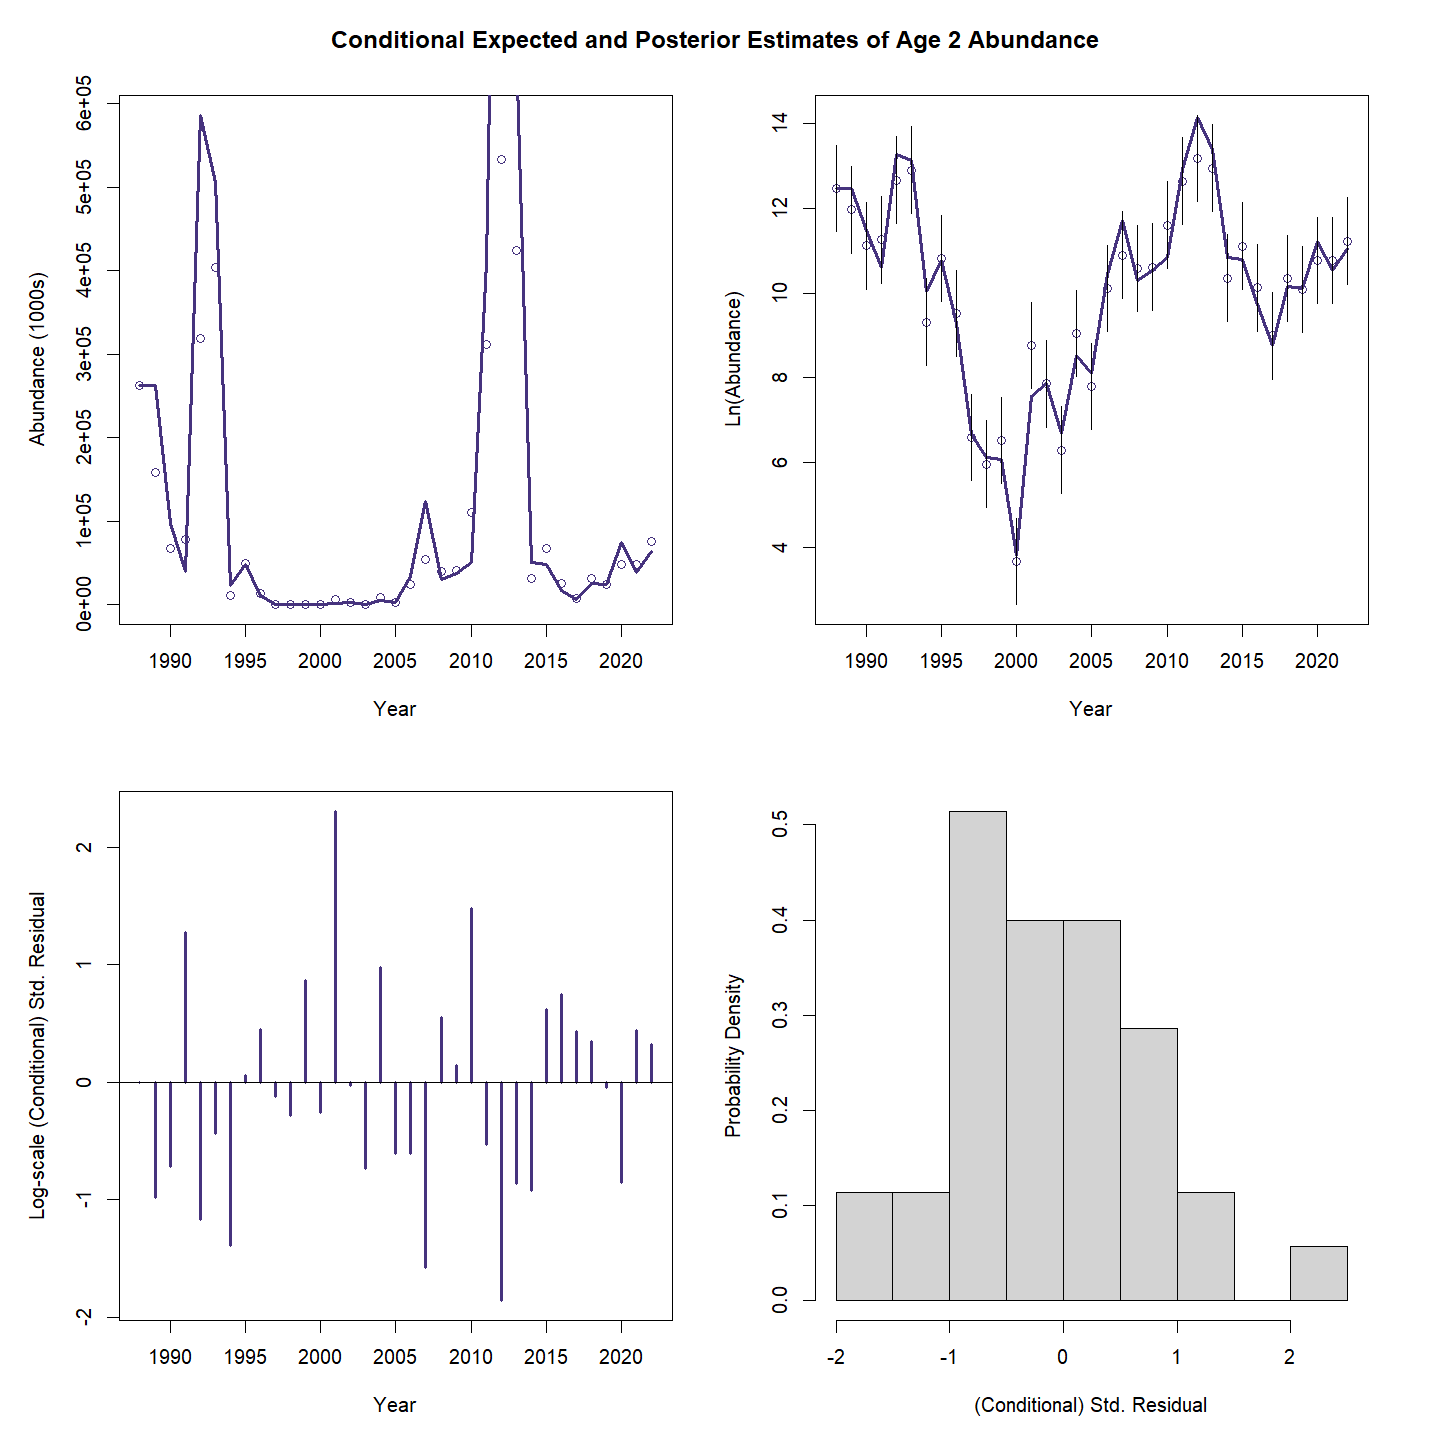 Conditional Expected and Posterior Estimates of Age 2 Abundance
Abundance (1000s)
6e+05
5e+05
4e+05
3e+05
2e+05
1e+05
0e+00
1990 1995 2000 2005 2010 2015 2020
Year
Ln(Abundance)
14
12
10
8
6
4
1990 1995 2000 2005 2010 2015 2020
Year
Log-scale (Conditional) Std. Residual
2
1
0
-1
-2
1990 1995 2000 2005 2010 2015 2020
Year
Probability Density
0.5
0.4
0.3
0.2
0.1
0.0
-2 -1 0 1 2
(Conditional) Std. Residual